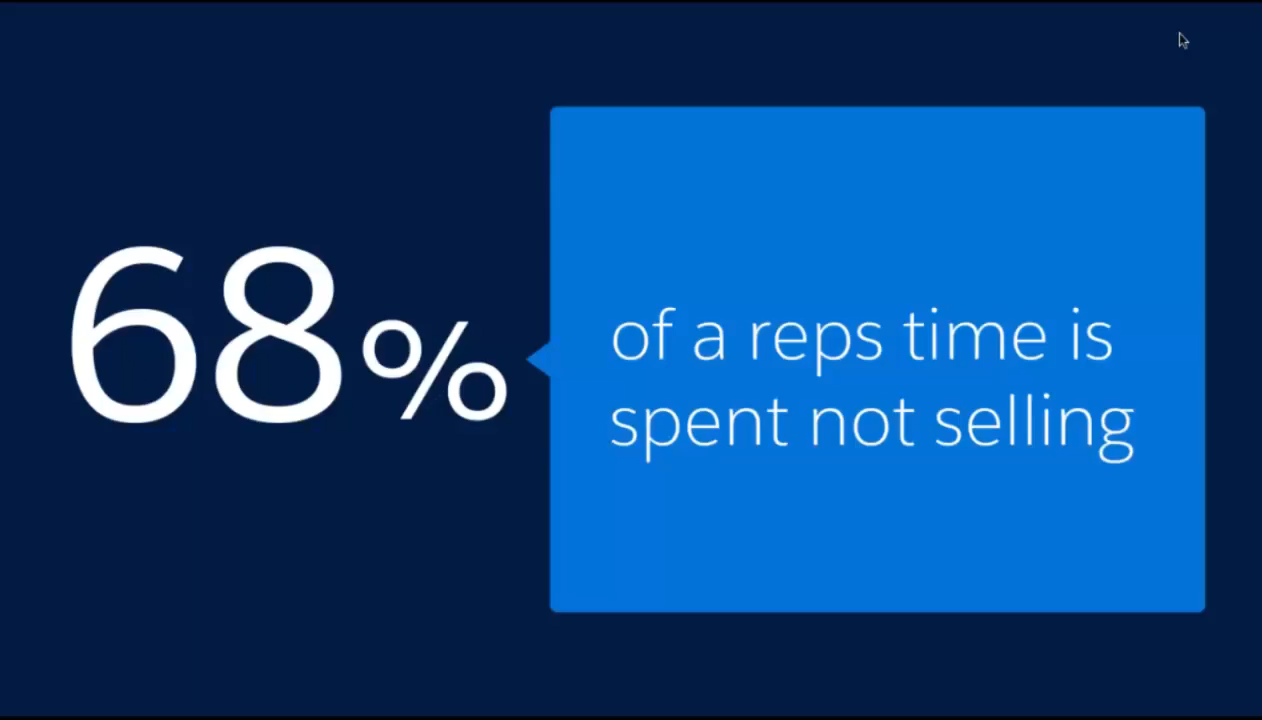 68%
of a reps time is
spent not selling